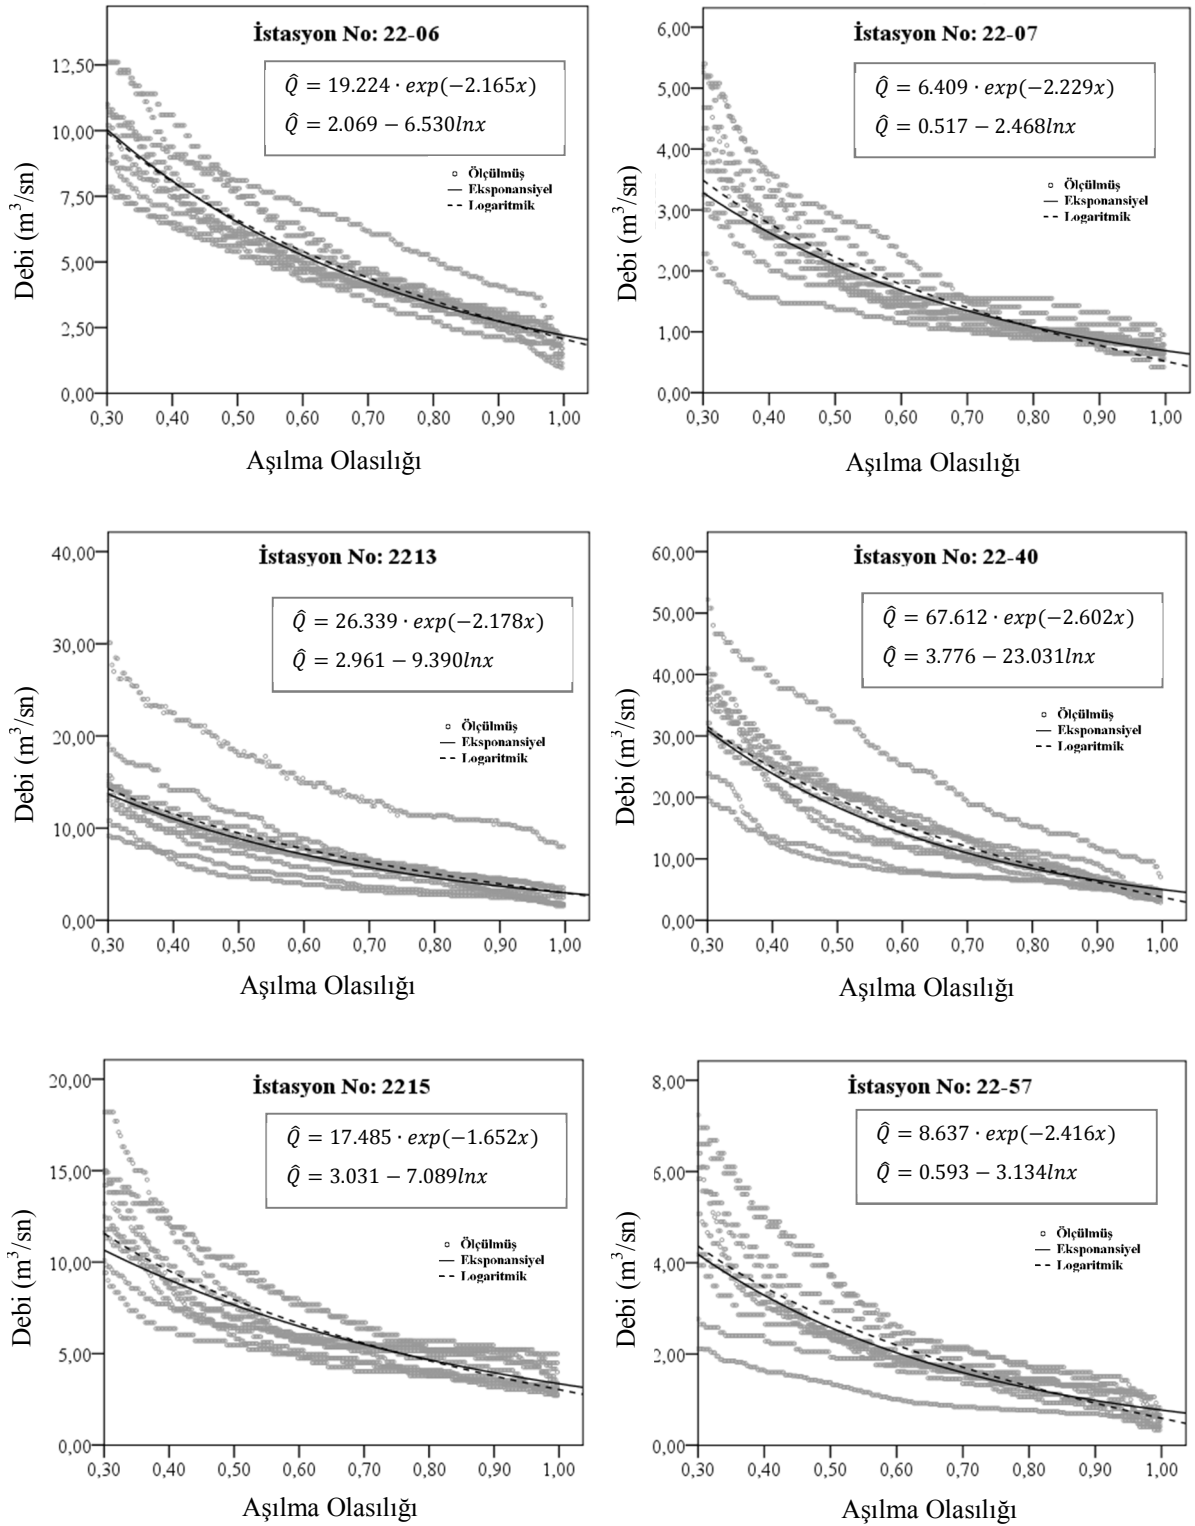 İstasyon No: 22-06
Q̂ = 19.224 · exp(−2.165x)
Q̂ = 2.069 − 6.530lnx
Ölçülmüş
Eksponansiyel
Logaritmik
Debi (m³/sn)
12,50
10,00
7,50
5,00
2,50
0,00
0,30 0,40 0,50 0,60 0,70 0,80 0,90 1,00
Aşılma Olasılığı
İstasyon No: 22-07
Q̂ = 6.409 · exp(−2.229x)
Q̂ = 0.517 − 2.468lnx
Ölçülmüş
Eksponansiyel
Logaritmik
Debi (m³/sn)
6,00
5,00
4,00
3,00
2,00
1,00
0,00
0,30 0,40 0,50 0,60 0,70 0,80 0,90 1,00
Aşılma Olasılığı
İstasyon No: 2213
Q̂ = 26.339 · exp(−2.178x)
Q̂ = 2.961 − 9.390lnx
Ölçülmüş
Eksponansiyel
Logaritmik
Debi (m³/sn)
40,00
30,00
20,00
10,00
0,00
0,30 0,40 0,50 0,60 0,70 0,80 0,90 1,00
Aşılma Olasılığı
İstasyon No: 22-40
Q̂ = 67.612 · exp(−2.602x)
Q̂ = 3.776 − 23.031lnx
Ölçülmüş
Eksponansiyel
Logaritmik
Debi (m³/sn)
60,00
50,00
40,00
30,00
20,00
10,00
0,00
0,30 0,40 0,50 0,60 0,70 0,80 0,90 1,00
Aşılma Olasılığı
İstasyon No: 2215
Q̂ = 17.485 · exp(−1.652x)
Q̂ = 3.031 − 7.089lnx
Ölçülmüş
Eksponansiyel
Logaritmik
Debi (m³/sn)
20,00
15,00
10,00
5,00
0,00
0,30 0,40 0,50 0,60 0,70 0,80 0,90 1,00
Aşılma Olasılığı
İstasyon No: 22-57
Q̂ = 8.637 · exp(−2.416x)
Q̂ = 0.593 − 3.134lnx
Ölçülmüş
Eksponansiyel
Logaritmik
Debi (m³/sn)
8,00
6,00
4,00
2,00
0,00
0,30 0,40 0,50 0,60 0,70 0,80 0,90 1,00
Aşılma Olasılığı